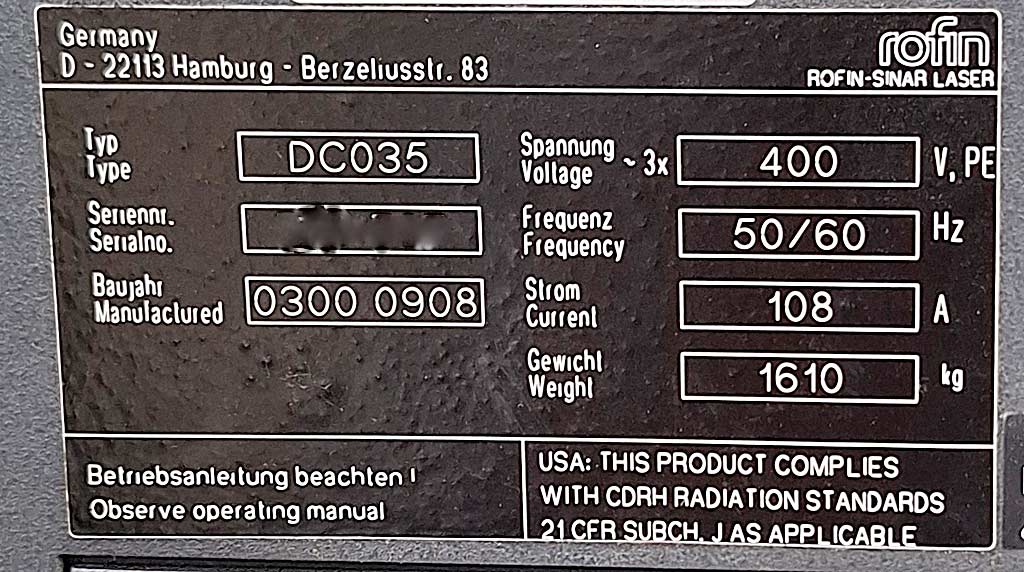 Germany
D - 22113 Hamburg - Berzeliusstr. 83
rofin
ROFIN-SINAR LASER
Typ
Type
DC035
Seriennr.
Serialno.
Baujahr
Manufactured
0300 0908
Spannung
Voltage
~ 3x
400
V, PE
Frequenz
Frequency
50/60
Hz
Strom
Current
108
A
Gewicht
Weight
1610
kg
Betriebsanleitung beachten !
Observe operating manual
USA: THIS PRODUCT COMPLIES
WITH CDRH RADIATION STANDARDS
21 CFR SUBCH. J AS APPLICABLE